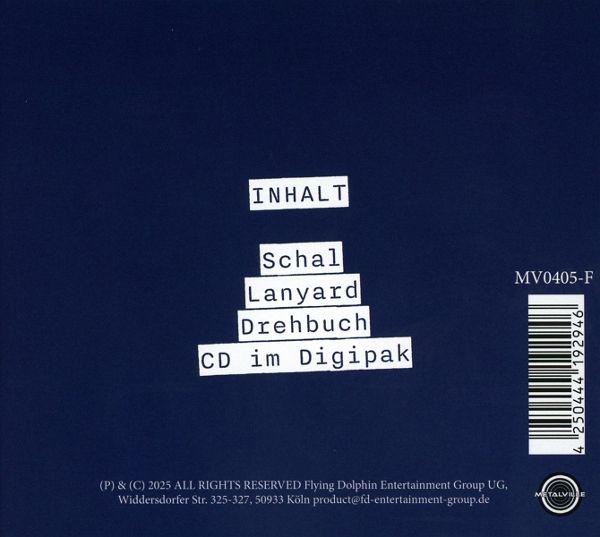 INHALT
Schal
Lanyard
Drehbuch
CD im Digipak
MV0405-F
4 250444 192946
(P) & (C) 2025 ALL RIGHTS RESERVED Flying Dolphin Entertainment Group UG,
Widdersdorfer Str. 325-327, 50933 Köln product@fd-entertainment-group.de
METALVILLE